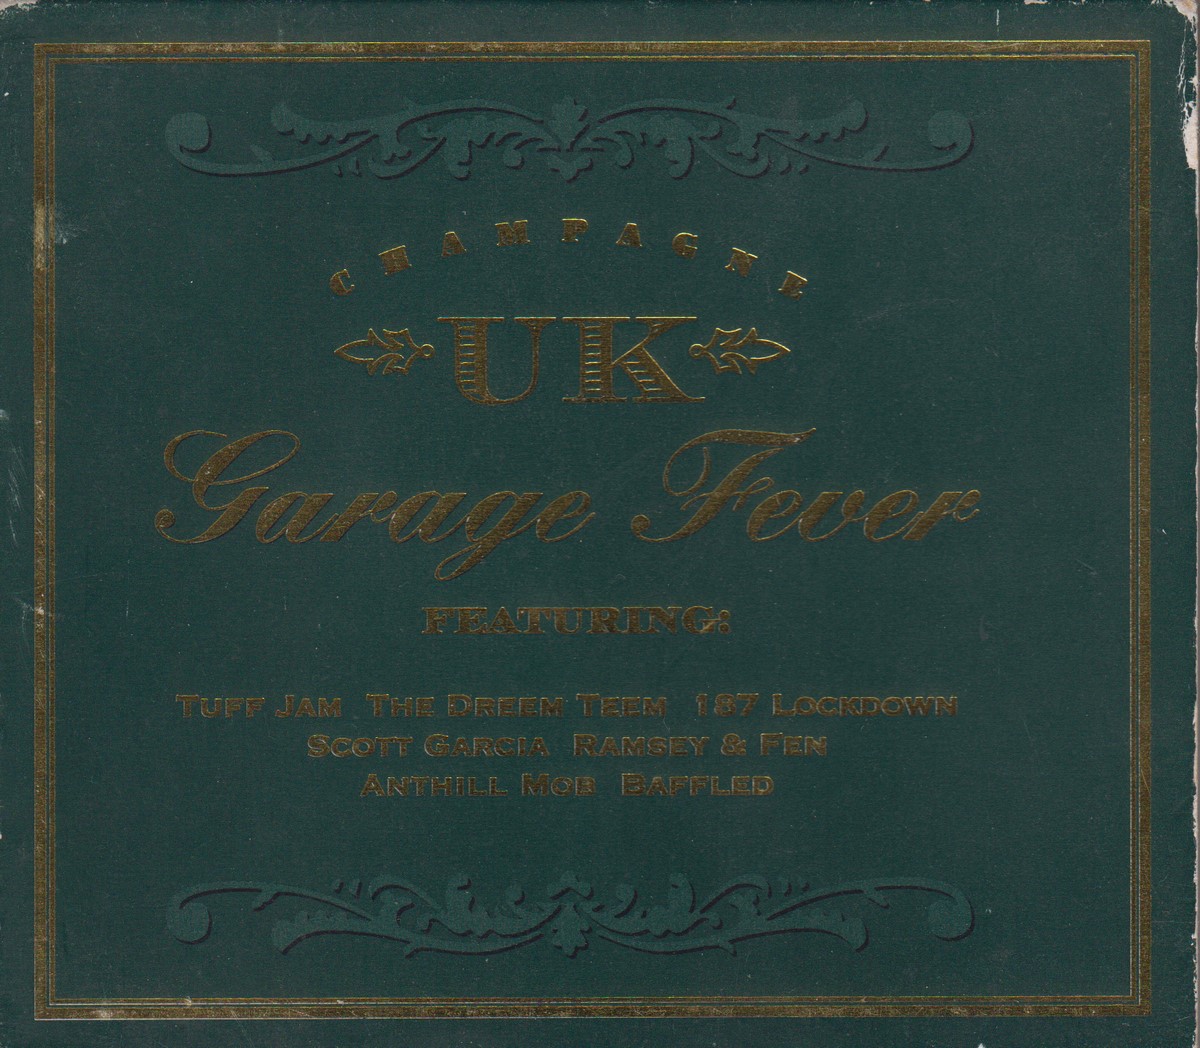 CHAMPAGNE
UK
Garage Fever
FEATURING:
TUFF JAM THE DREEM TEEM 187 LOCKDOWN
SCOTT GARCIA RAMSEY & FEN
ANTHILL MOB BAFFLED